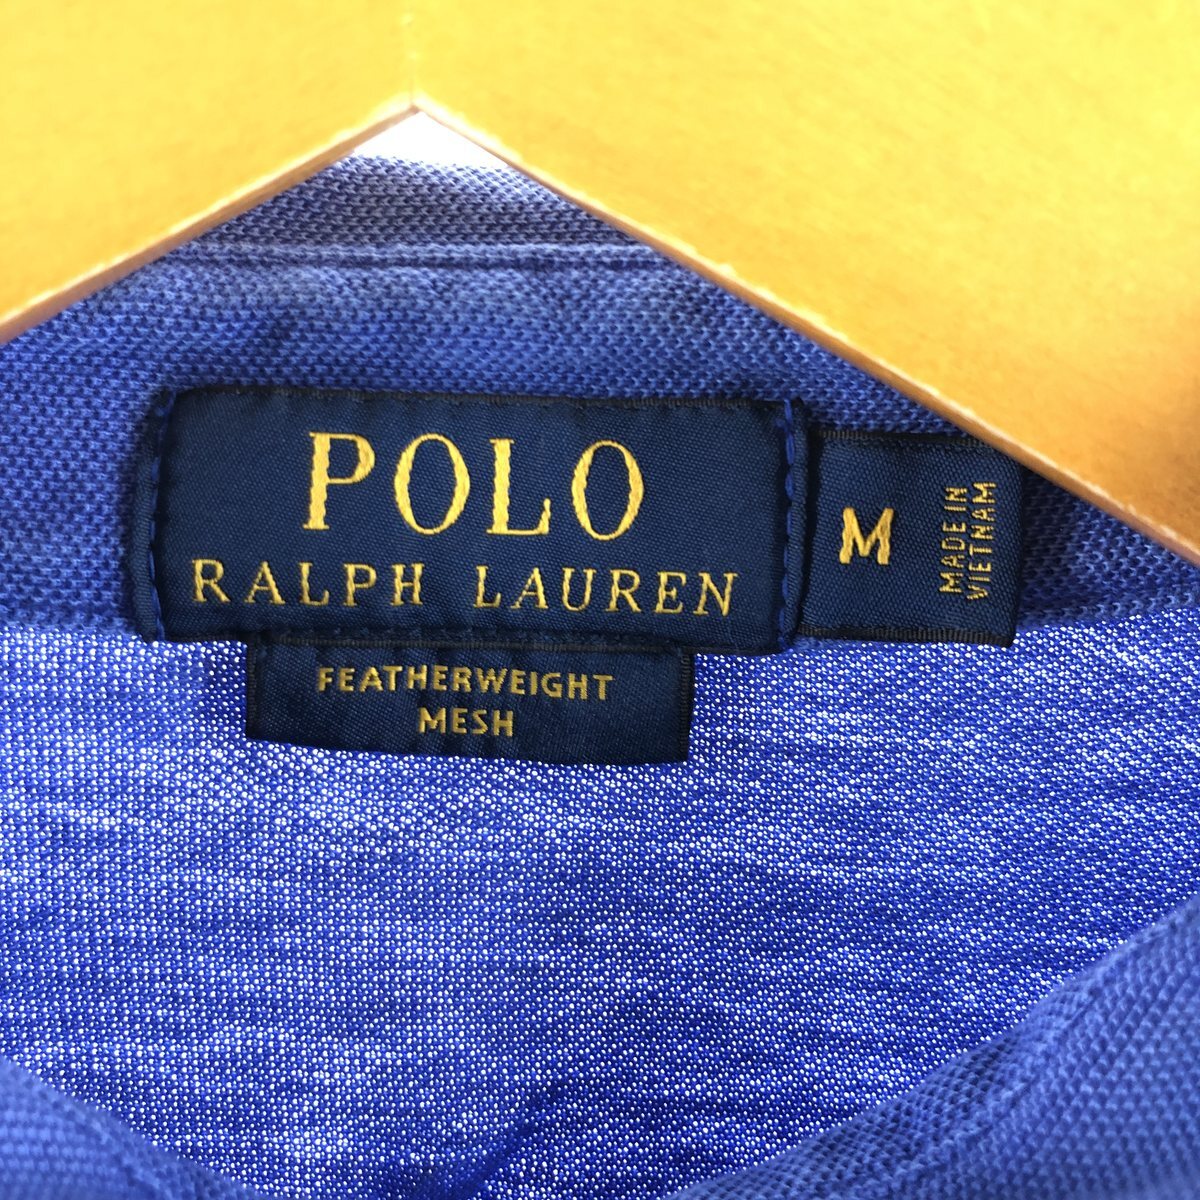 POLO
RALPH LAUREN
M
MADE IN
VIETNAM
FEATHERWEIGHT
MESH